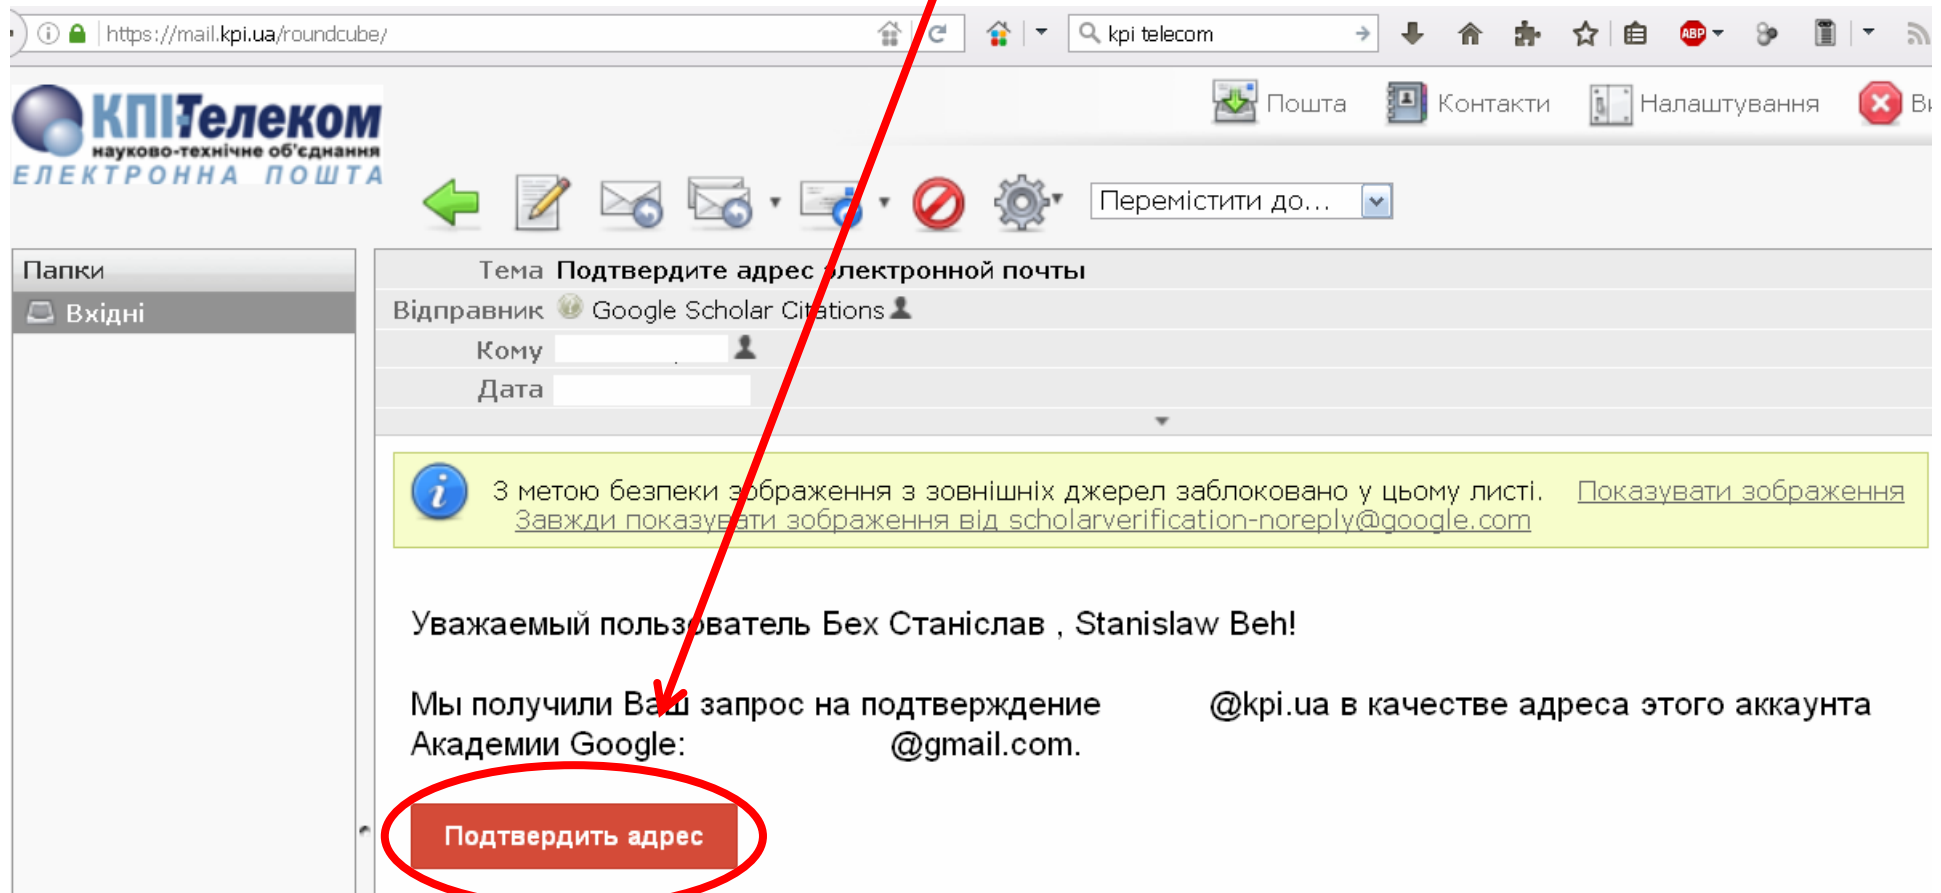 https://mail.kpi.ua/roundcube/
kpi telecom
ABP
КПІТелеком
науково-технічне об'єднання
ЕЛЕКТРОННА ПОШТА
Пошта Контакти Налаштування
Перемістити до...
Папки
Вхідні
Тема Подтвердите адрес электронной почты
Відправник Google Scholar Citations
Кому
Дата
З метою безпеки зображення з зовнішніх джерел заблоковано у цьому листі. Показувати зображення
Завжди показувати зображення від scholarverification-noreply@google.com
Уважаемый пользователь Бех Станіслав , Stanislaw Beh!
Мы получили Ваш запрос на подтверждение @kpi.ua в качестве адреса этого аккаунта
Академии Google: @gmail.com.
Подтвердить адрес